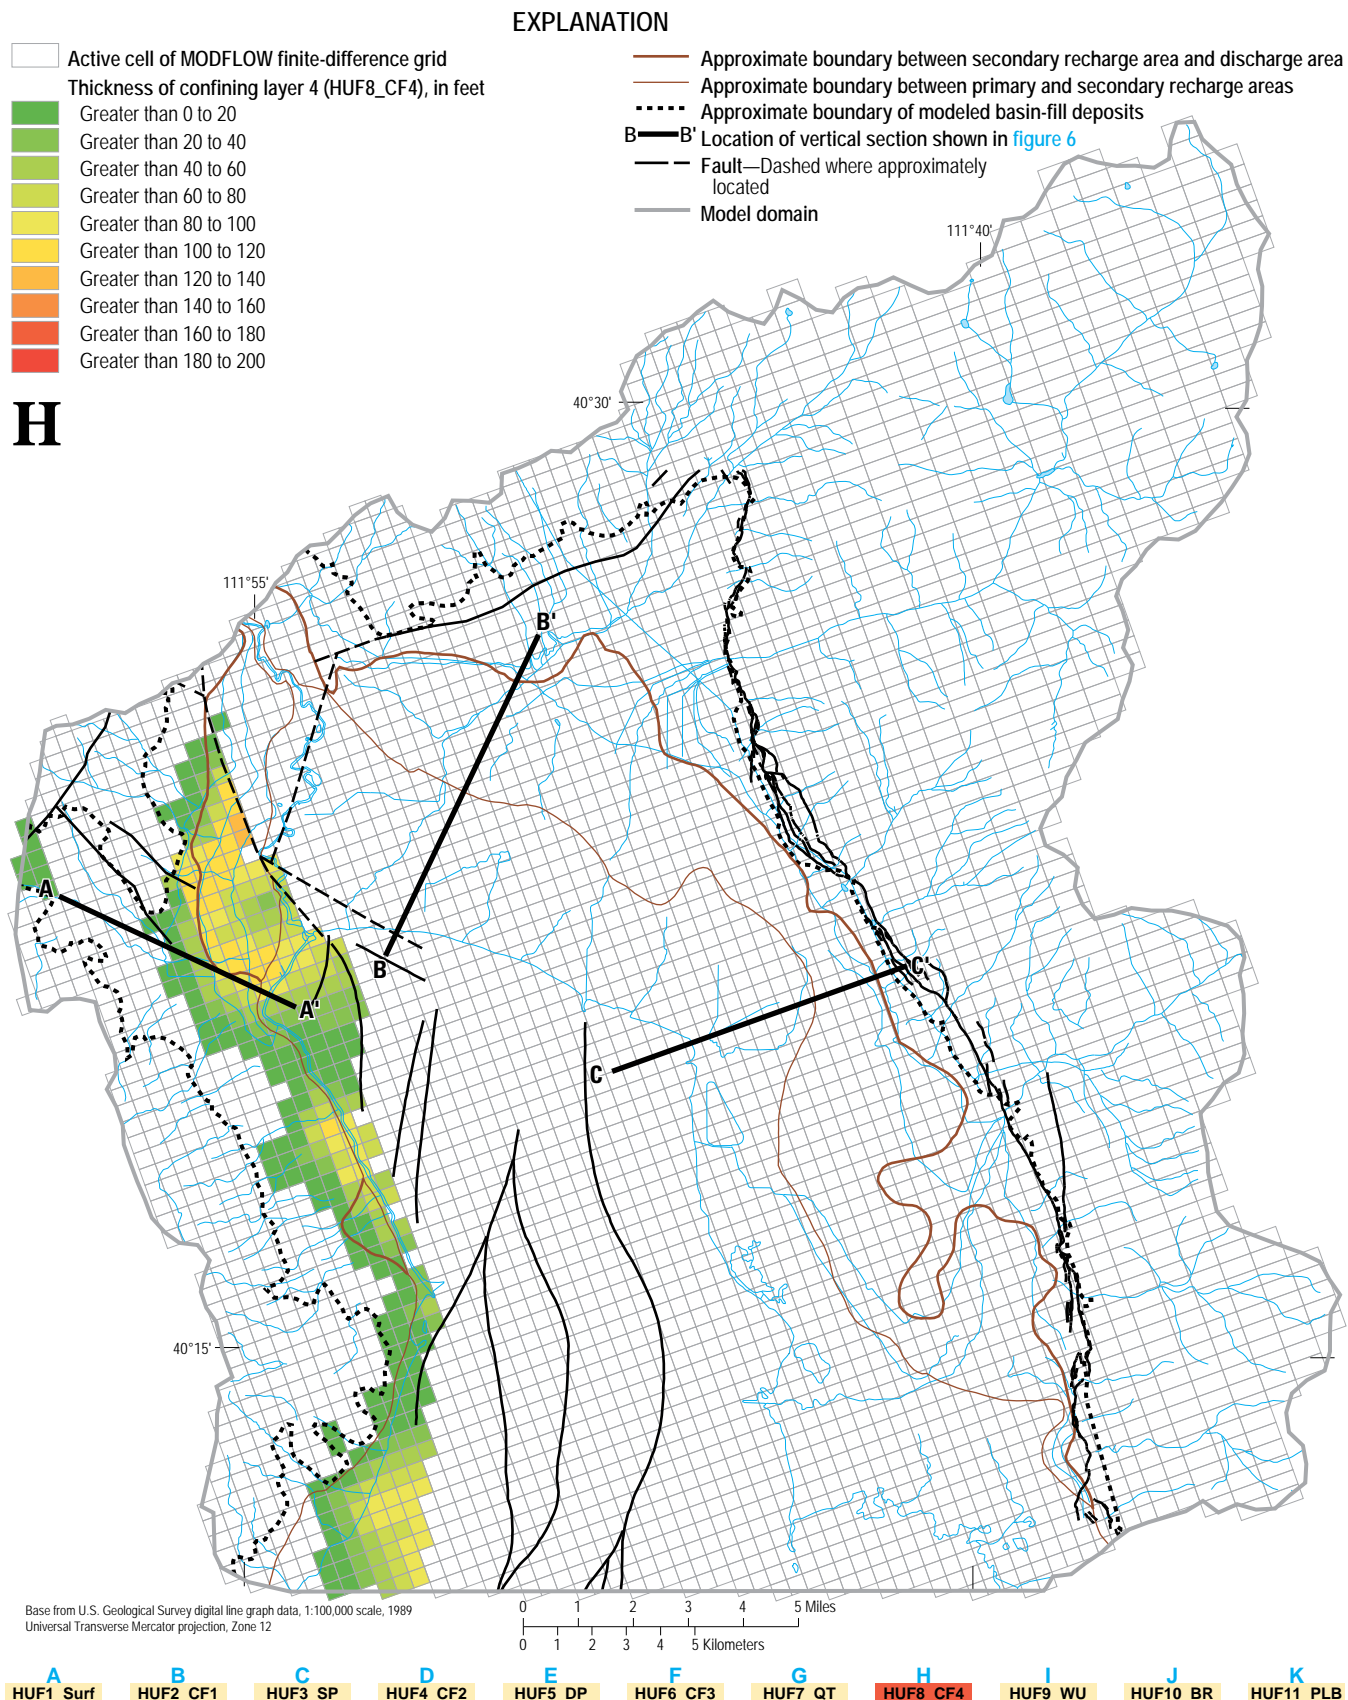 EXPLANATION
Active cell of MODFLOW finite-difference grid
Thickness of confining layer 4 (HUF8_CF4), in feet
Greater than 0 to 20
Greater than 20 to 40
Greater than 40 to 60
Greater than 60 to 80
Greater than 80 to 100
Greater than 100 to 120
Greater than 120 to 140
Greater than 140 to 160
Greater than 160 to 180
Greater than 180 to 200
Approximate boundary between secondary recharge area and discharge area
Approximate boundary between primary and secondary recharge areas
Approximate boundary of modeled basin-fill deposits
B B' Location of vertical section shown in figure 6
Fault—Dashed where approximately
located
Model domain
H
111°40'
40°30'
111°55'
B'
A
B
A'
C'
C
40°15'
Base from U.S. Geological Survey digital line graph data, 1:100,000 scale, 1989
Universal Transverse Mercator projection, Zone 12
0 1 2 3 4 5 Miles
0 1 2 3 4 5 Kilometers
A B C D E F G H I J K
HUF1_Surf HUF2_CF1 HUF3_SP HUF4_CF2 HUF5_DP HUF6_CF3 HUF7_QT HUF8_CF4 HUF9_WU HUF10_BR HUF11_PLB